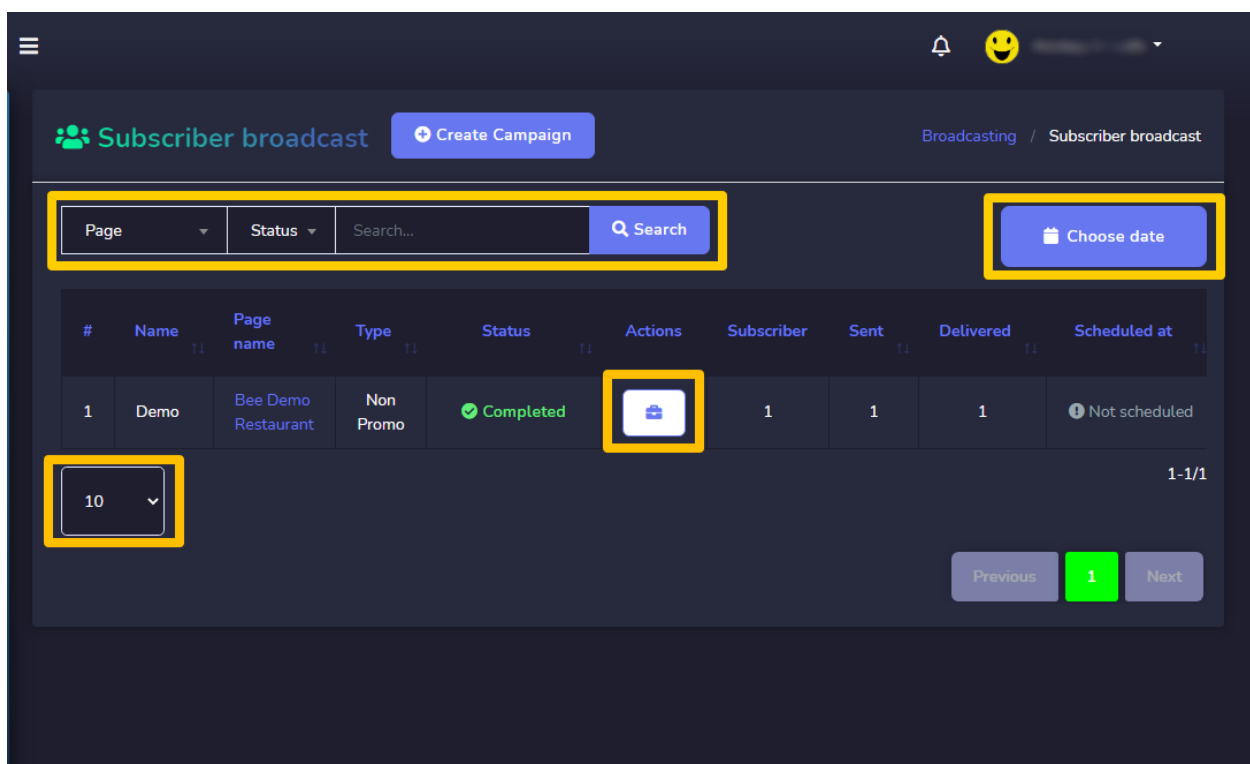 Subscriber broadcast
Create Campaign
Broadcasting / Subscriber broadcast
Page
Status
Search...
Search
Choose date
# Name Page name Type Status Actions Subscriber Sent Delivered Scheduled at
1 Demo Bee Demo Restaurant Non Promo Completed 1 1 1 Not scheduled
10
1-1/1
Previous 1 Next